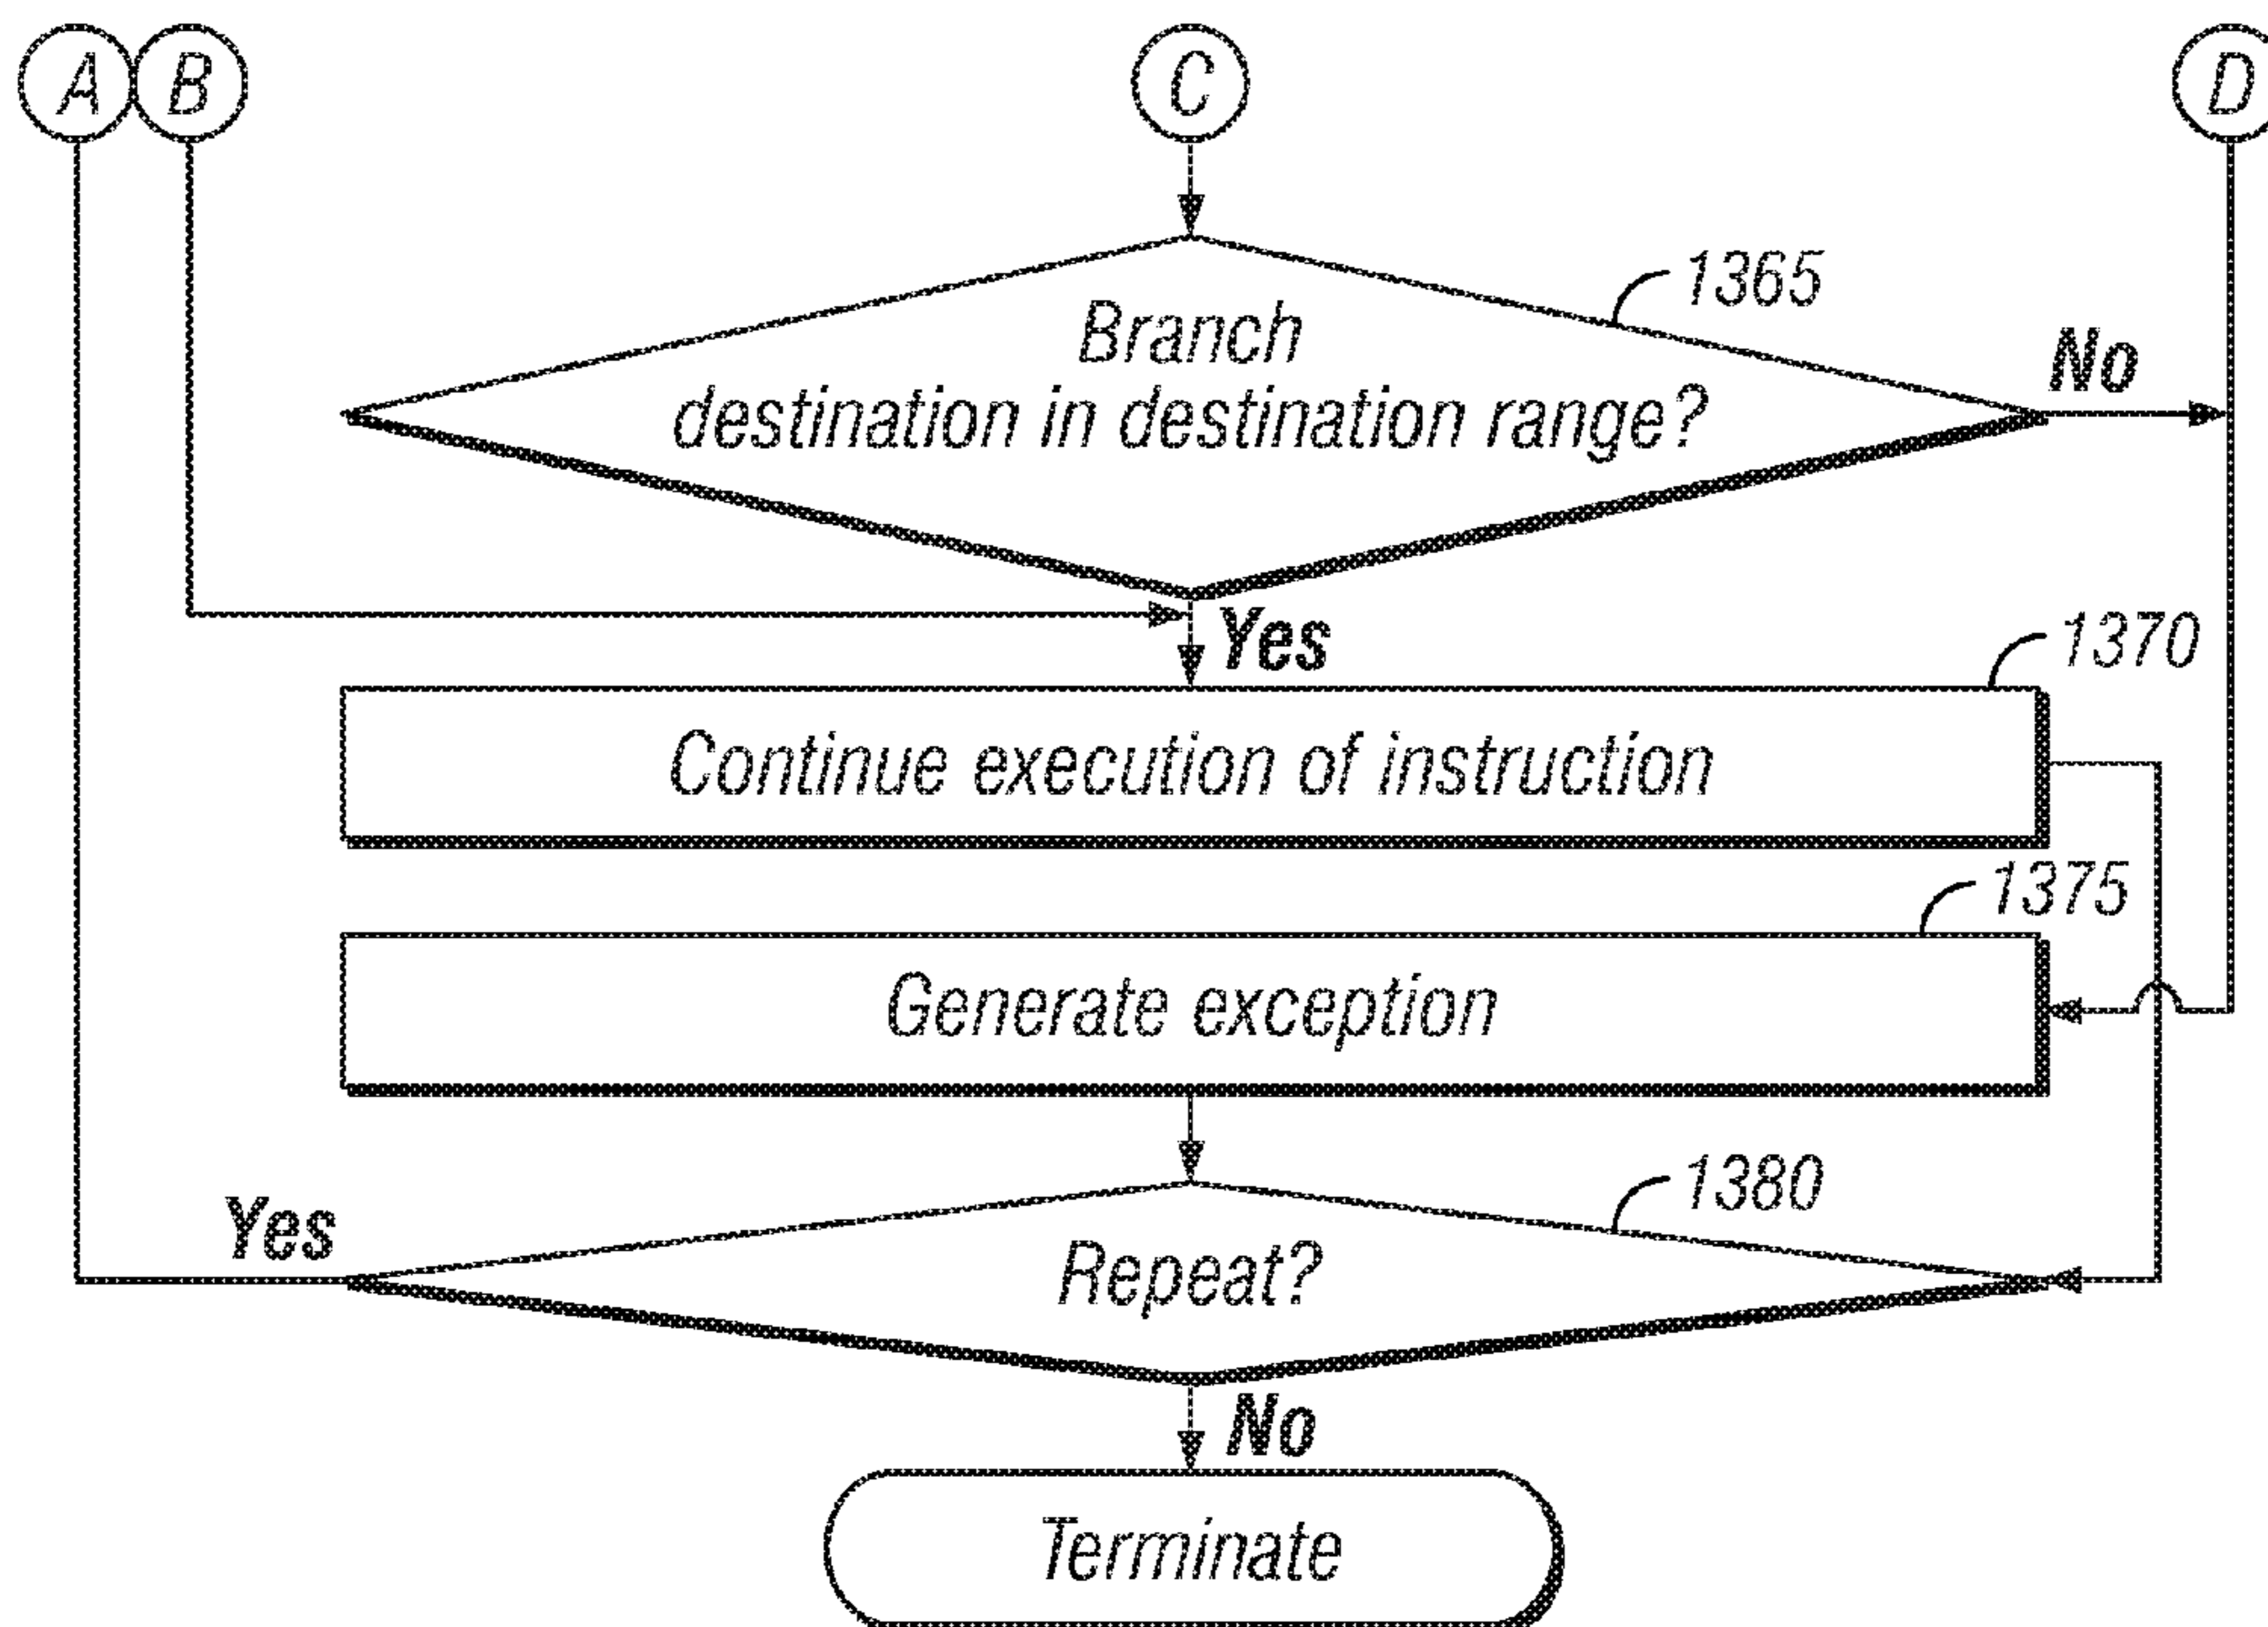 A
B
C
D
1365
Branch
destination in destination range?
No
Yes
1370
Continue execution of instruction
1375
Generate exception
1380
Yes
Repeat?
No
Terminate